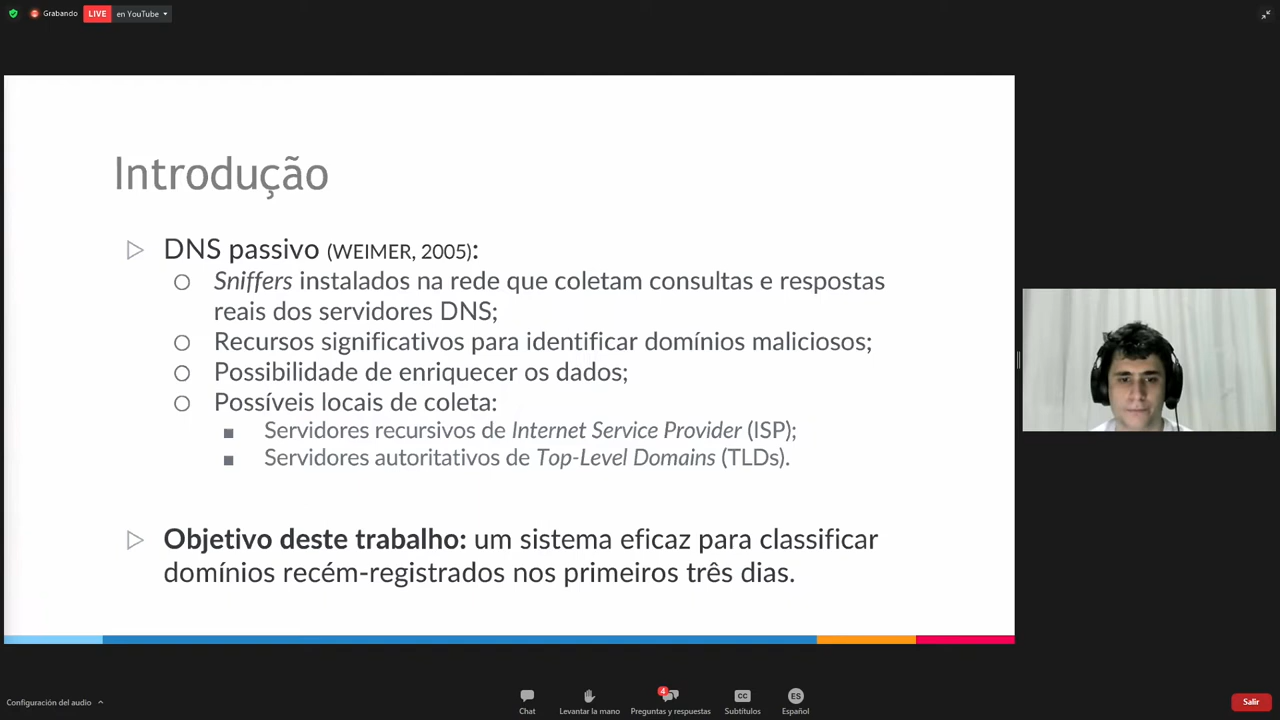 Grabando
LIVE
en YouTube
Introdução
DNS passivo (WEIMER, 2005):
Sniffers instalados na rede que coletam consultas e respostas
reais dos servidores DNS;
Recursos significativos para identificar domínios maliciosos;
Possibilidade de enriquecer os dados;
Possíveis locais de coleta:
Servidores recursivos de Internet Service Provider (ISP);
Servidores autoritativos de Top-Level Domains (TLDs).
Objetivo deste trabalho: um sistema eficaz para classificar
domínios recém-registrados nos primeiros três dias.
Configuración del audio
Chat
Levantar la mano
4
Preguntas y respuestas
CC
Subtítulos
ES
Español
Salir